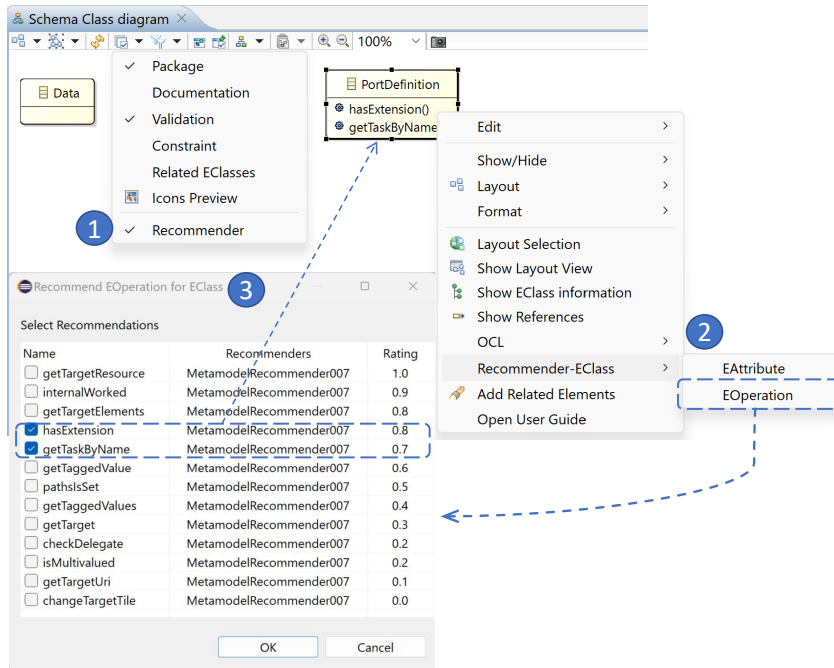 Schema Class diagram
100%
Data
Package
Documentation
Validation
Constraint
Related EClasses
Icons Preview
1
Recommender
PortDefinition
hasExtension()
getTaskByName
Edit
Show/Hide
Layout
Format
Layout Selection
Show Layout View
Show EClass information
Show References
OCL
2
Recommender-EClass
Add Related Elements
Open User Guide
EAttribute
EOperation
Recommend EOperation for EClass
3
Select Recommendations
Name Recommenders Rating
getTargetResource MetamodelRecommender007 1.0
internalWorked MetamodelRecommender007 0.9
getTargetElements MetamodelRecommender007 0.8
hasExtension MetamodelRecommender007 0.8
getTaskByName MetamodelRecommender007 0.7
getTaggedValue MetamodelRecommender007 0.6
pathsIsSet MetamodelRecommender007 0.5
getTaggedValues MetamodelRecommender007 0.4
getTarget MetamodelRecommender007 0.3
checkDelegate MetamodelRecommender007 0.2
isMultivalued MetamodelRecommender007 0.2
getTargetUri MetamodelRecommender007 0.1
changeTargetTile MetamodelRecommender007 0.0
OK Cancel